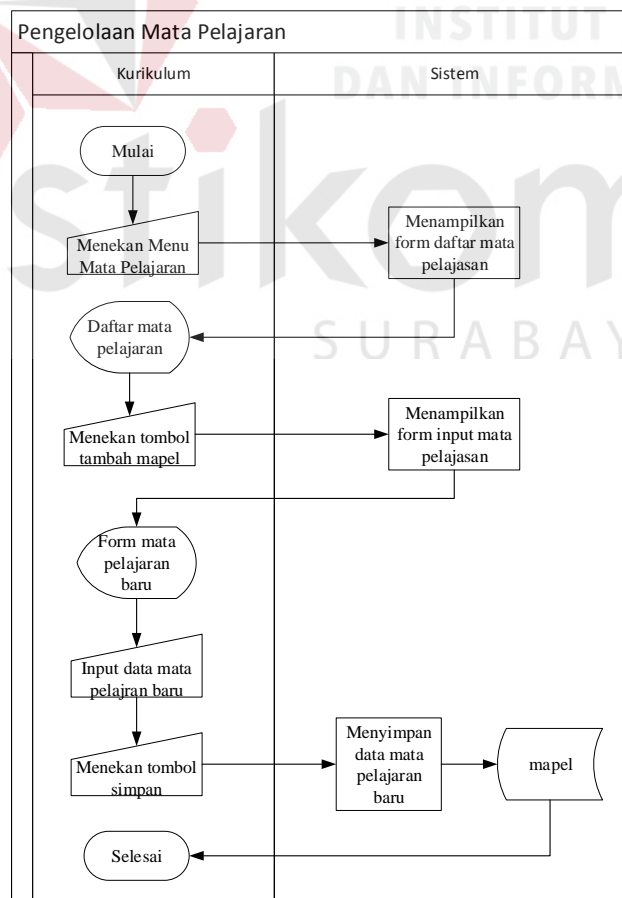 INSTITUT
DAN INFORM
Pengelolaan Mata Pelajaran
Kurikulum
Sistem
stikom
SURABAY
Mulai
Menekan Menu
Mata Pelajaran
Menampilkan
form daftar mata
pelajasan
Daftar mata
pelajaran
Menekan tombol
tambah mapel
Menampilkan
form input mata
pelajasan
Form mata
pelajaran
baru
Input data mata
pelajran baru
Menekan tombol
simpan
Menyimpan
data mata
pelajaran
baru
mapel
Selesai